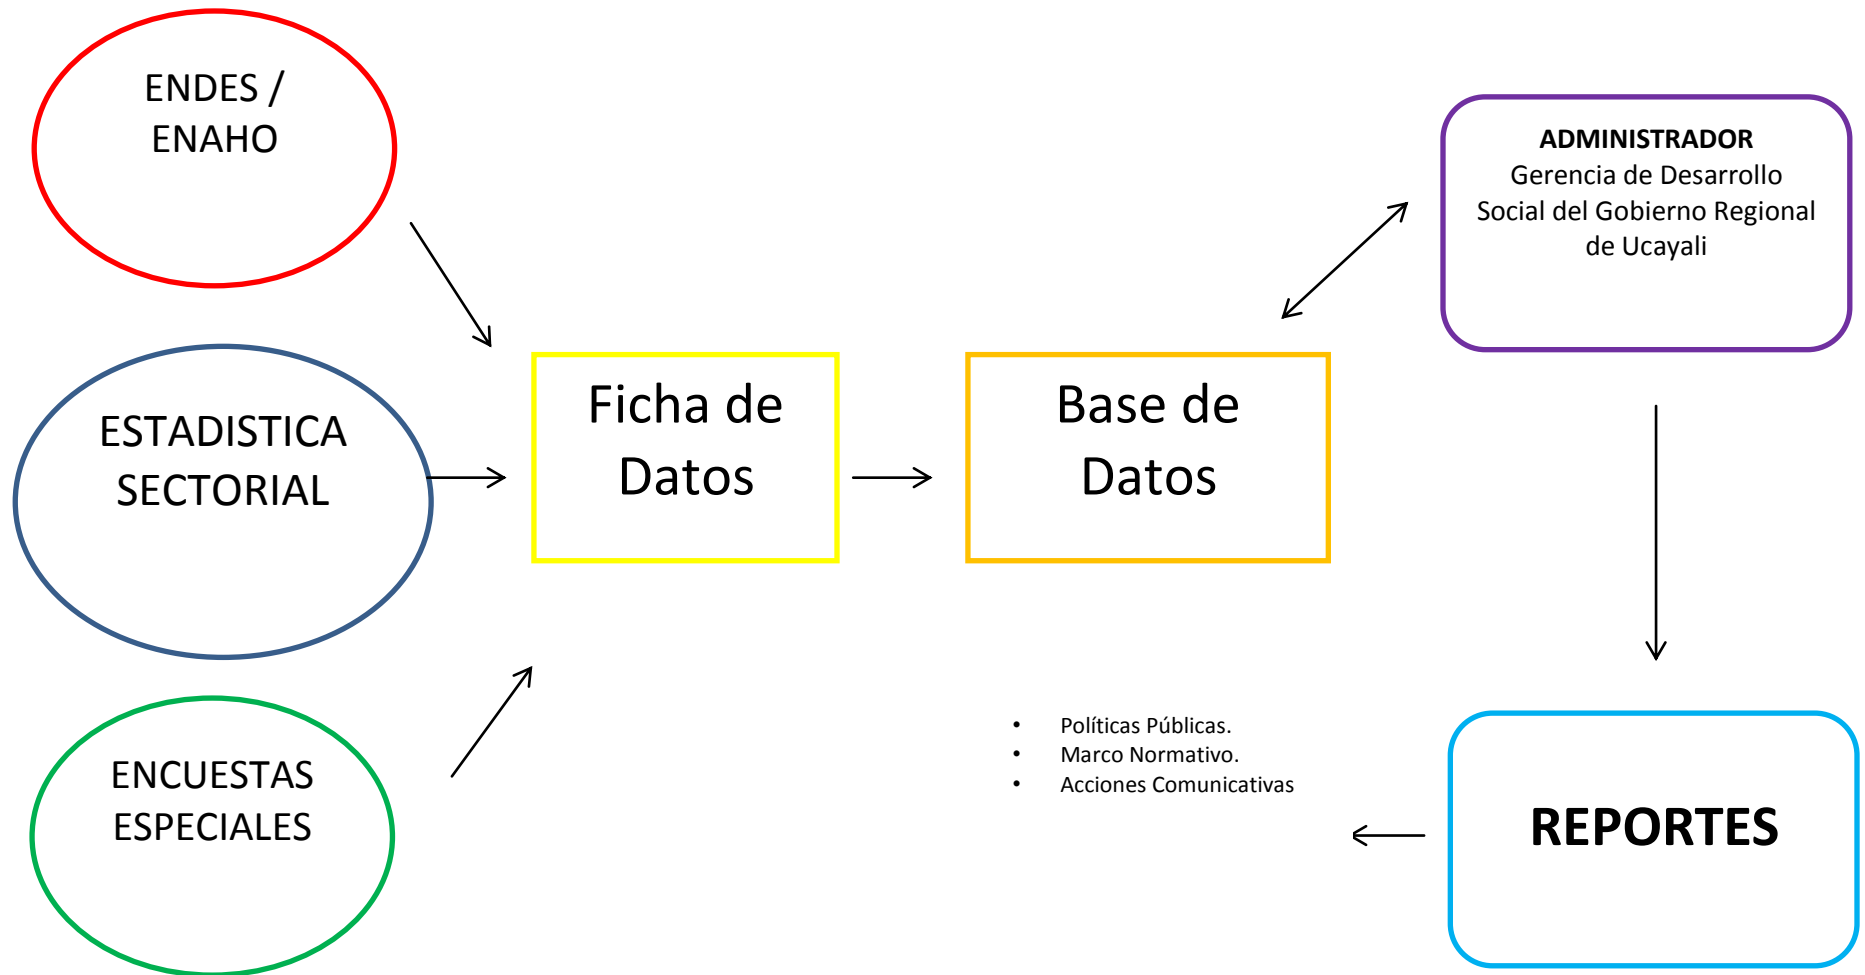 ENDES /
ENAHO
ESTADISTICA
SECTORIAL
ENCUESTAS
ESPECIALES
Ficha de
Datos
Base de
Datos
ADMINISTRADOR
Gerencia de Desarrollo
Social del Gobierno Regional
de Ucayali
• Políticas Públicas.
• Marco Normativo.
• Acciones Comunicativas
REPORTES